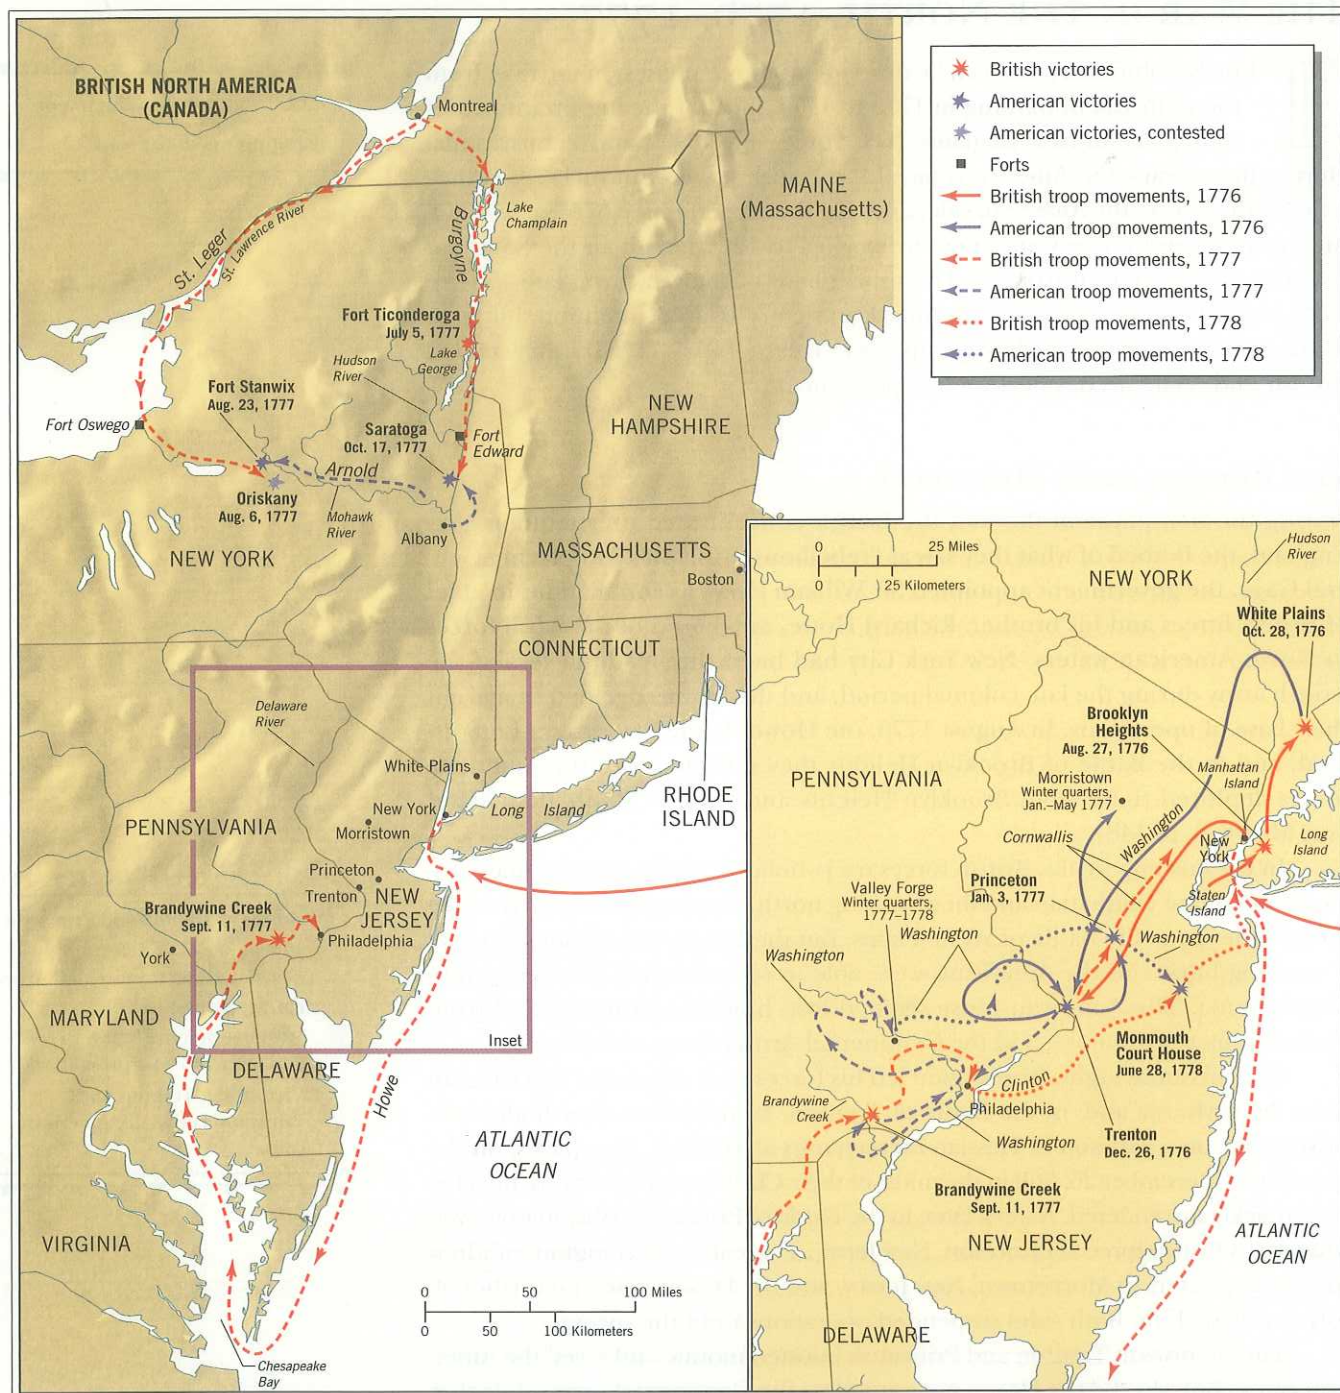 BRITISH NORTH AMERICA
(CANADA)
Montreal
MAINE
(Massachusetts)
St. Leger
St. Lawrence River
Burgoyne
Lake
Champlain
Fort Ticonderoga
July 5, 1777
Hudson
River
Lake
George
Fort Stanwix
Aug. 23, 1777
NEW
HAMPSHIRE
Fort Oswego
Saratoga
Oct. 17, 1777
Fort
Edward
Arnold
Oriskany
Aug. 6, 1777
Mohawk
River
Albany
NEW YORK
MASSACHUSETTS
Boston
CONNECTICUT
Delaware
River
White Plains
New York
Long
Island
RHODE
ISLAND
PENNSYLVANIA
Morristown
Princeton
Trenton
NEW
JERSEY
Brandywine Creek
Sept. 11, 1777
Philadelphia
York
MARYLAND
Inset
DELAWARE
Howe
ATLANTIC
OCEAN
VIRGINIA
Chesapeake
Bay
0 50 100 Miles
0 50 100 Kilometers
British victories
American victories
American victories, contested
Forts
British troop movements, 1776
American troop movements, 1776
British troop movements, 1777
American troop movements, 1777
British troop movements, 1778
American troop movements, 1778
0 25 Miles
0 25 Kilometers
Hudson
River
NEW YORK
White Plains
Oct. 28, 1776
Brooklyn
Heights
Aug. 27, 1776
Manhattan
Island
PENNSYLVANIA
Morristown
Winter quarters,
Jan.–May 1777
Washington
Cornwallis
New
York
Long
Island
Staten
Island
Valley Forge
Winter quarters,
1777–1778
Princeton
Jan. 3, 1777
Washington
Washington
Washington
Monmouth
Court House
June 28, 1778
Clinton
Brandywine
Creek
Philadelphia
Washington
Trenton
Dec. 26, 1776
Brandywine Creek
Sept. 11, 1777
NEW JERSEY
ATLANTIC
OCEAN
DELAWARE